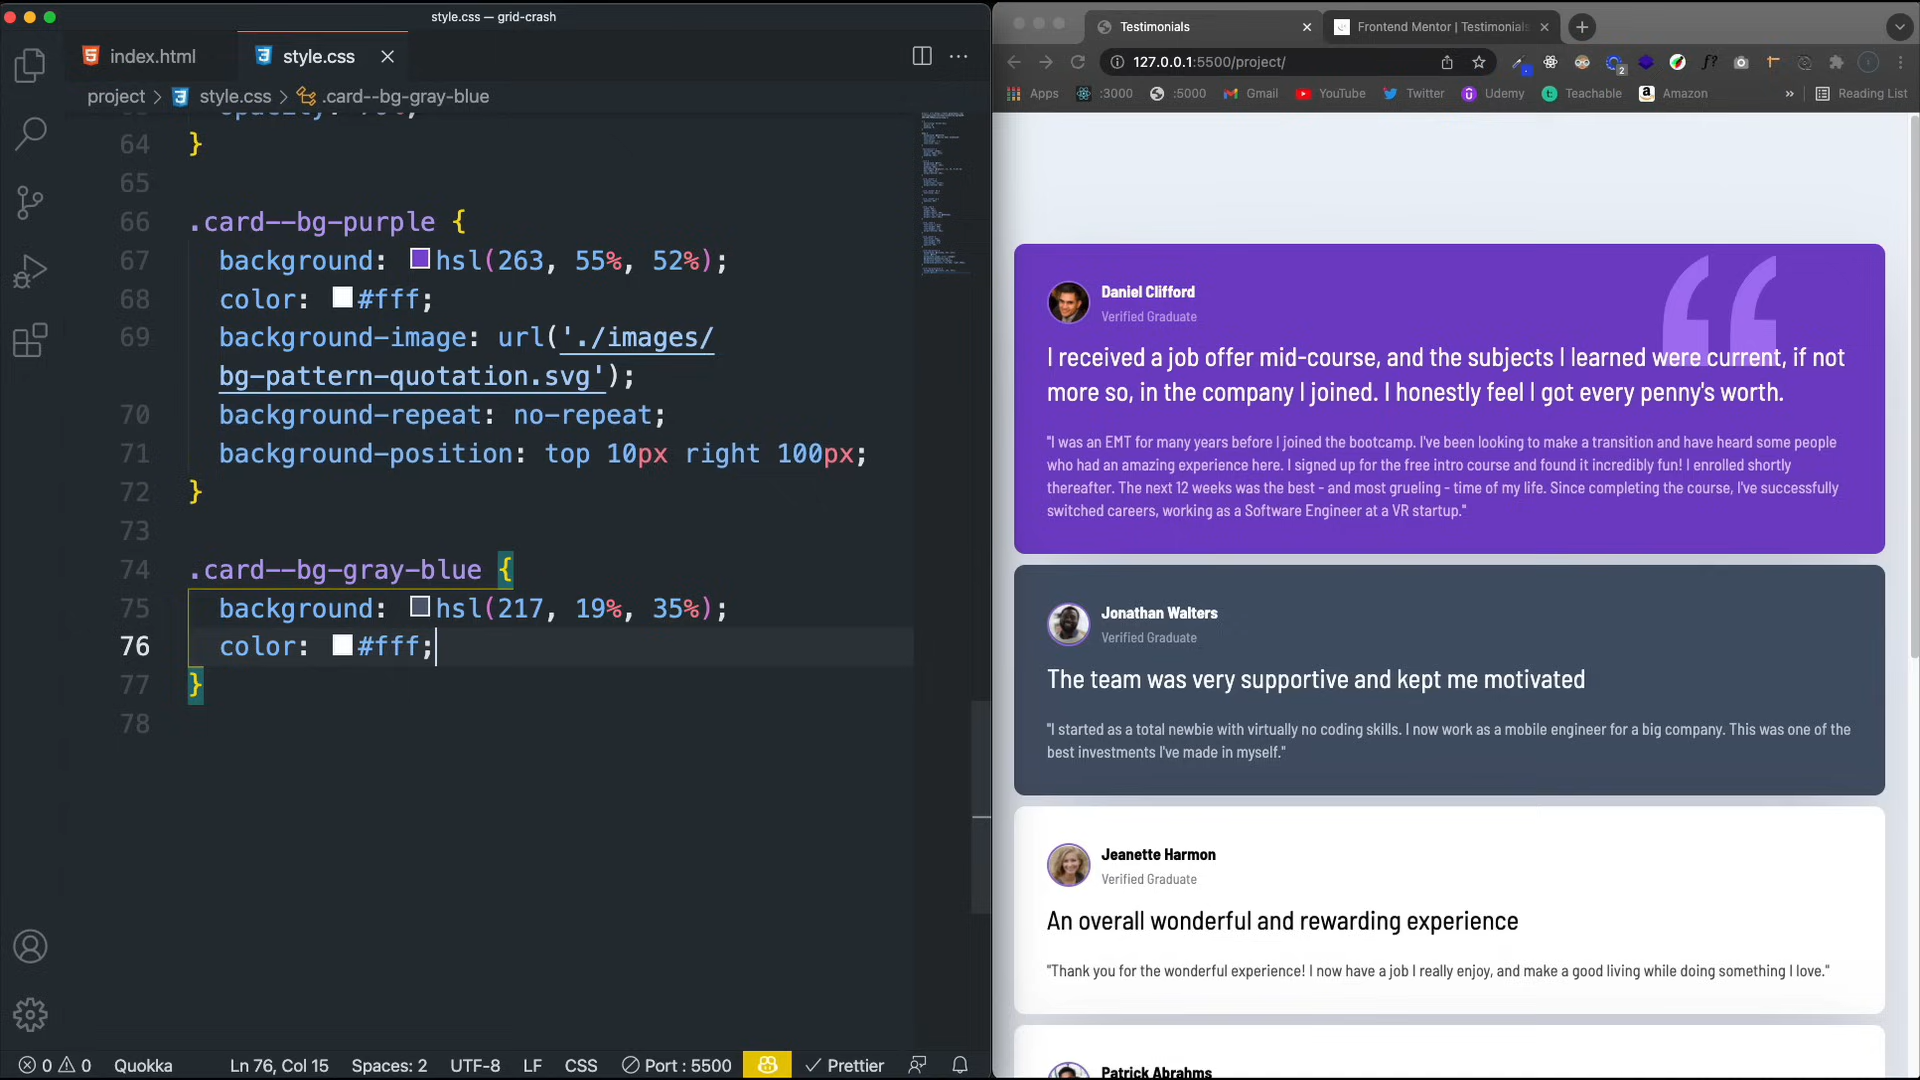 style.css — grid-crash
index.html
style.css
project > style.css > .card--bg-gray-blue
64 }
65
66 .card--bg-purple {
67 background: hsl(263, 55%, 52%);
68 color: #fff;
69 background-image: url('./images/
bg-pattern-quotation.svg');
70 background-repeat: no-repeat;
71 background-position: top 10px right 100px;
72 }
73
74 .card--bg-gray-blue {
75 background: hsl(217, 19%, 35%);
76 color: #fff;
77 }
78
0 0 Quokka Ln 76, Col 15 Spaces: 2 UTF-8 LF CSS Port : 5500 Prettier
Testimonials
Frontend Mentor | Testimonials
127.0.0.1:5500/project/
2
f?
Apps :3000 :5000 Gmail YouTube Twitter Udemy Teachable Amazon » Reading List
Daniel Clifford
Verified Graduate
I received a job offer mid-course, and the subjects I learned were current, if not
more so, in the company I joined. I honestly feel I got every penny's worth.
"I was an EMT for many years before I joined the bootcamp. I've been looking to make a transition and have heard some people
who had an amazing experience here. I signed up for the free intro course and found it incredibly fun! I enrolled shortly
thereafter. The next 12 weeks was the best - and most grueling - time of my life. Since completing the course, I've successfully
switched careers, working as a Software Engineer at a VR startup."
Jonathan Walters
Verified Graduate
The team was very supportive and kept me motivated
"I started as a total newbie with virtually no coding skills. I now work as a mobile engineer for a big company. This was one of the
best investments I've made in myself."
Jeanette Harmon
Verified Graduate
An overall wonderful and rewarding experience
"Thank you for the wonderful experience! I now have a job I really enjoy, and make a good living while doing something I love."
Patrick Abrahms